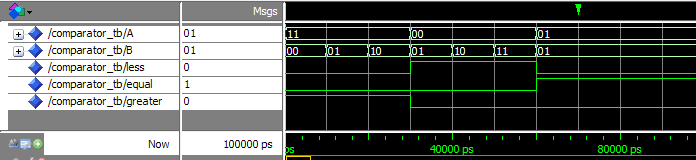 Msgs
/comparator_tb/A 01 11 00 01
/comparator_tb/B 01 00 01 10 01 10 11 01
/comparator_tb/less 0
/comparator_tb/equal 1
/comparator_tb/greater 0
Now 100000 ps ps 40000 ps 80000 ps